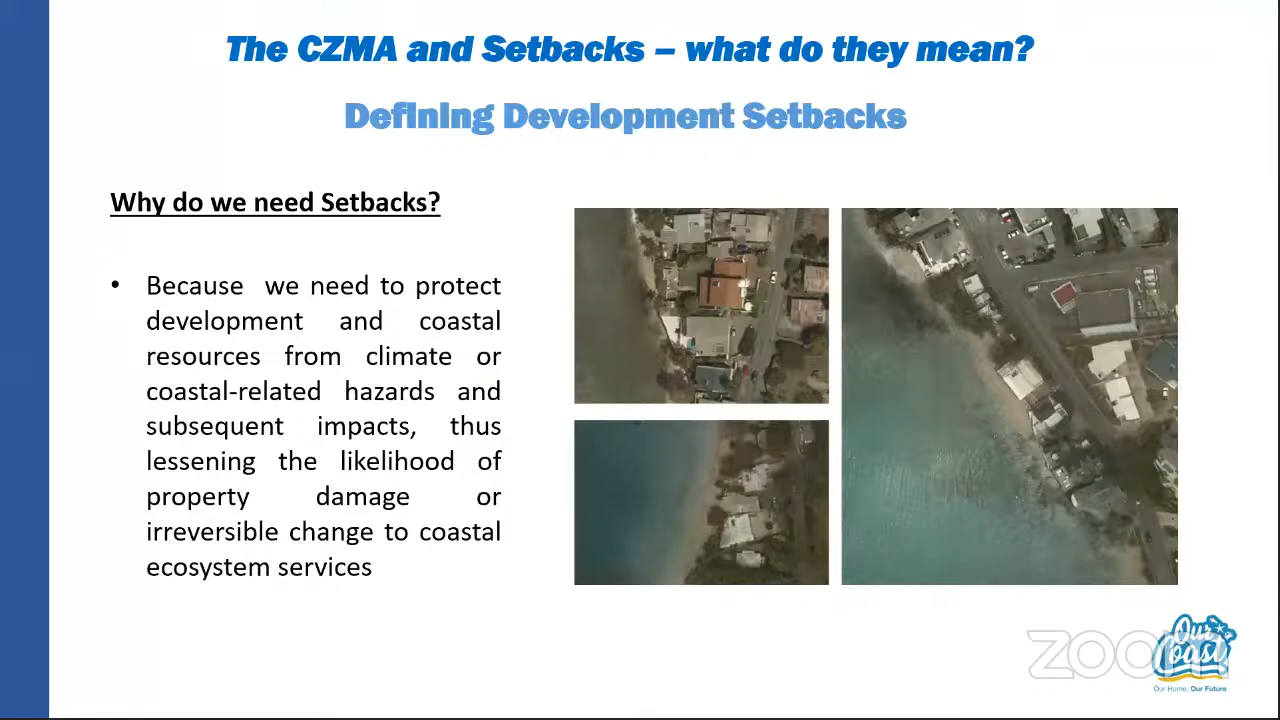 The CZMA and Setbacks – what do they mean?
Defining Development Setbacks
Why do we need Setbacks?
• Because we need to protect
development and coastal
resources from climate or
coastal-related hazards and
subsequent impacts, thus
lessening the likelihood of
property damage or
irreversible change to coastal
ecosystem services
zoom
Our
Coast
Our Home. Our Future